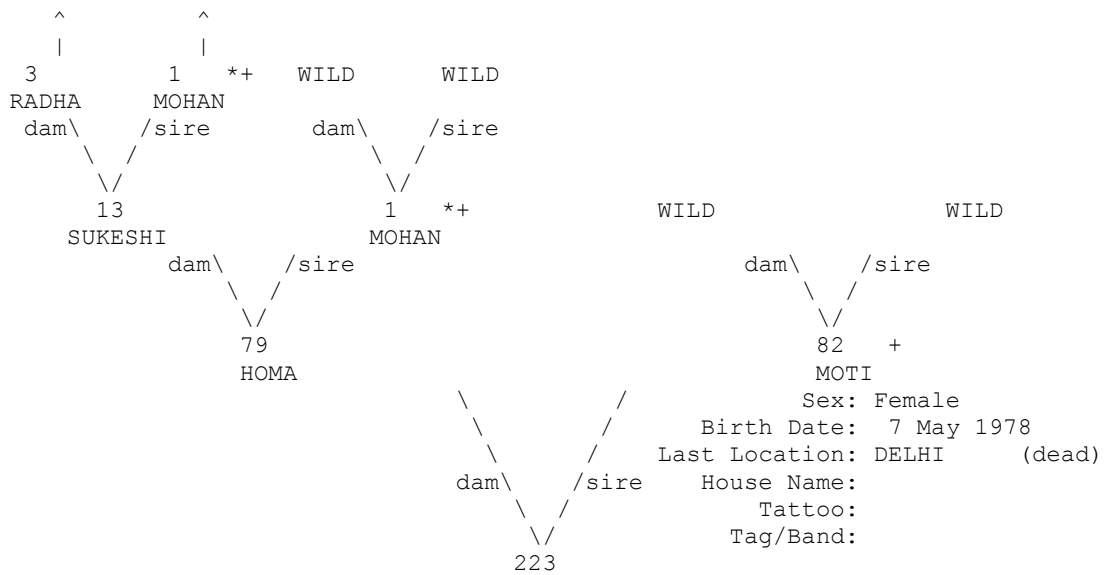 ^ ^
| |
3 1 *+ WILD WILD
RADHA MOHAN
dam\ /sire dam\ /sire
\ / \ /
\/ \/
13 1 *+ WILD WILD
SUKESHI MOHAN
dam\ /sire dam\ /sire
\ / \ /
\/ \/
79 82 +
HOMA MOTI
\ / Sex: Female
\ / Birth Date: 7 May 1978
\ / Last Location: DELHI (dead)
dam\ /sire House Name:
\ / Tattoo:
\/ Tag/Band:
223